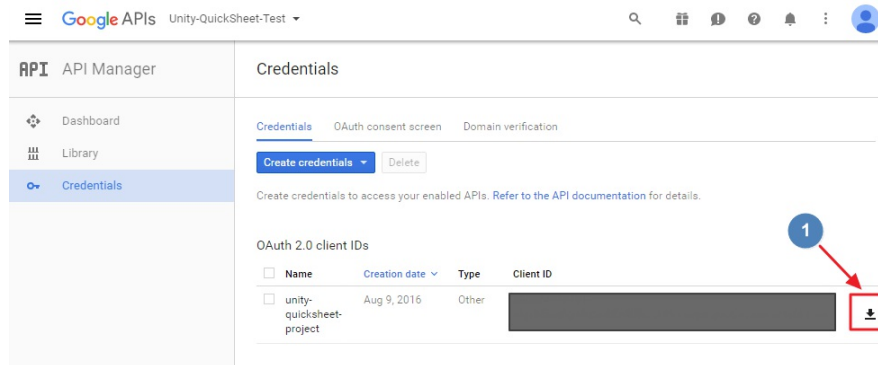 Google APIs Unity-QuickSheet-Test
API API Manager
Credentials
Dashboard
Library
Credentials
Credentials OAuth consent screen Domain verification
Create credentials Delete
Create credentials to access your enabled APIs. Refer to the API documentation for details.
1
OAuth 2.0 client IDs
Name Creation date Type Client ID
unity- Aug 9, 2016 Other
quicksheet-
project